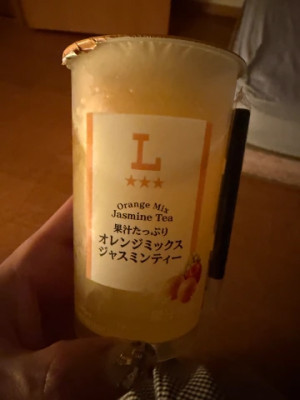 L
★★★
Orange Mix
Jasmine Tea
果汁たっぷり
オレンジミックス
ジャスミンティー